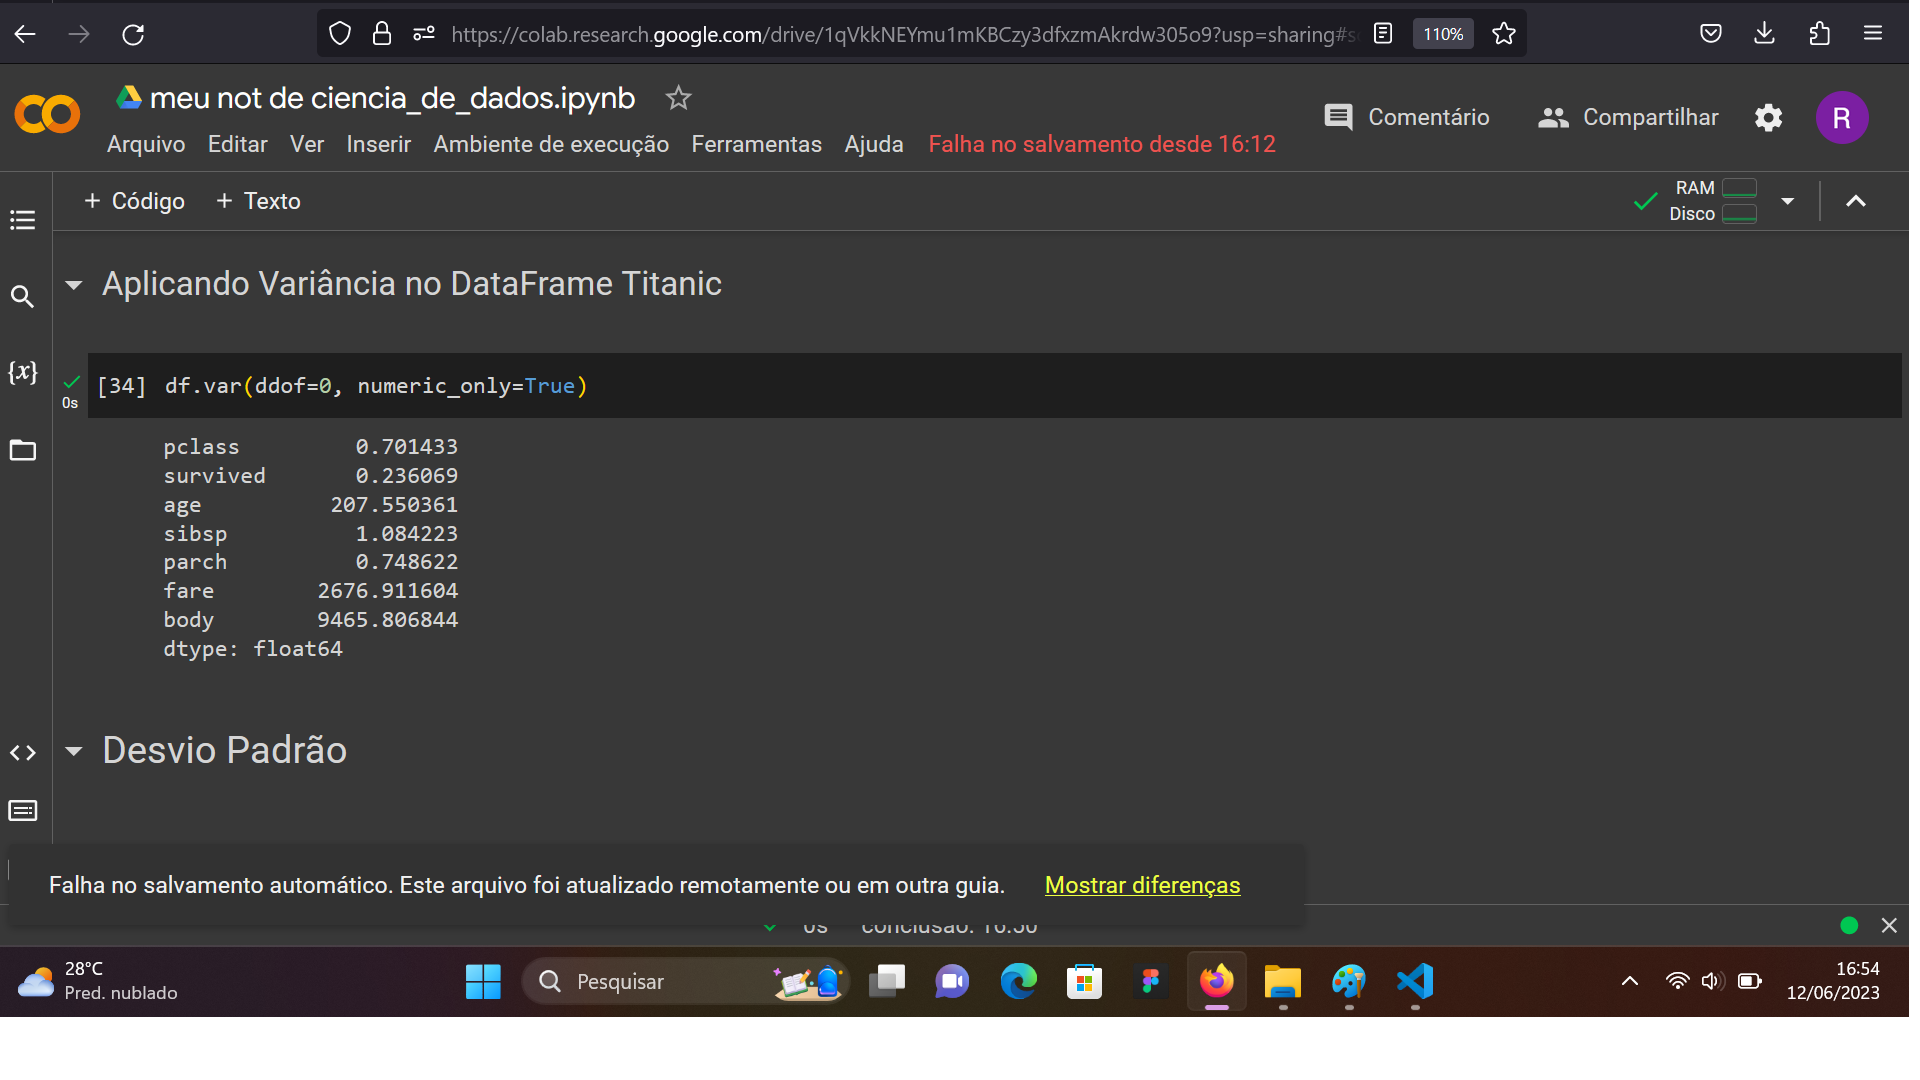 https://colab.research.google.com/drive/1qVkkNEYmu1mKBCzy3dfxzmAkrdw305o9?usp=sharing#s
110%
meu not de ciencia_de_dados.ipynb
Comentário
Compartilhar
R
Arquivo Editar Ver Inserir Ambiente de execução Ferramentas Ajuda Falha no salvamento desde 16:12
+ Código + Texto
RAM
Disco
Aplicando Variância no DataFrame Titanic
{x}
[34] df.var(ddof=0, numeric_only=True)
0s
pclass 0.701433
survived 0.236069
age 207.550361
sibsp 1.084223
parch 0.748622
fare 2676.911604
body 9465.806844
dtype: float64
Desvio Padrão
Falha no salvamento automático. Este arquivo foi atualizado remotamente ou em outra guia. Mostrar diferenças
0s conclusão: 16:50
28°C
Pred. nublado
Pesquisar
16:54
12/06/2023